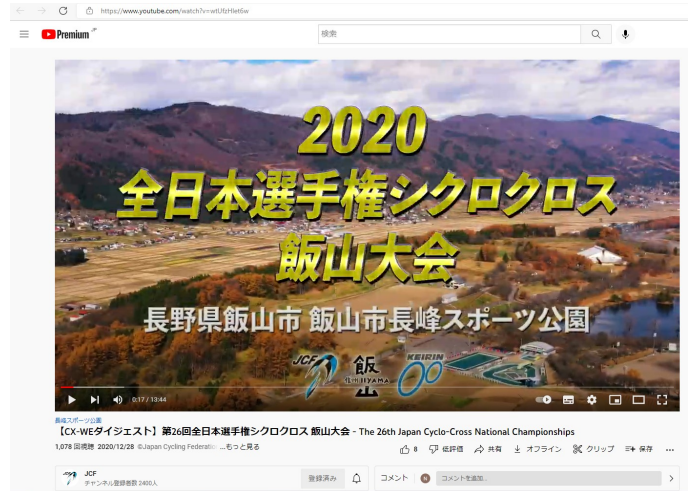 https://www.youtube.com/watch?v=wtUfzHIet6w
Premium JP
検索
2020
全日本選手権シクロクロス
飯山大会
長野県飯山市 飯山市長峰スポーツ公園
JCF
飯山
IIYAMA
KEIRIN
0:17 / 13:44
長峰スポーツ公園
【CX-WEダイジェスト】第26回全日本選手権シクロクロス 飯山大会 - The 26th Japan Cyclo-Cross National Championships
1,078 回視聴 2020/12/28 ©Japan Cycling Federation ...もっと見る
8 低評価 共有 オフライン クリップ 保存 ...
JCF
チャンネル登録者数 2400人
登録済み
コメント
N コメントを追加...